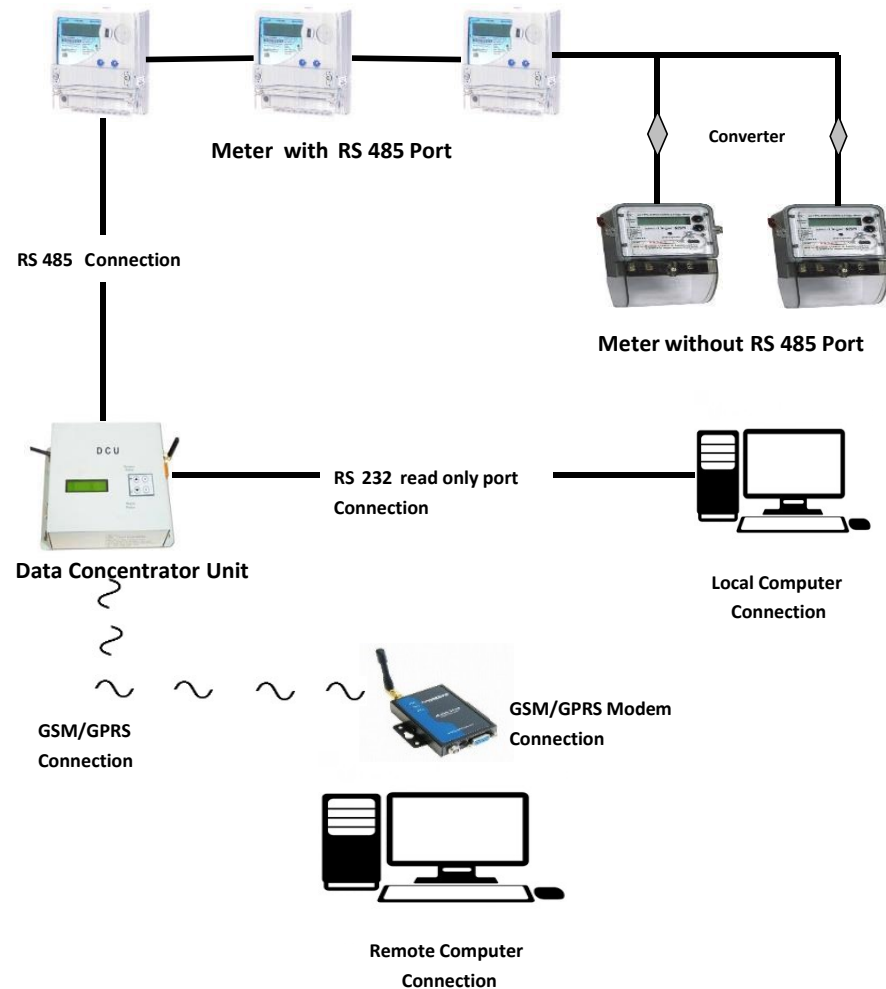 Meter with RS 485 Port
Converter
RS 485 Connection
Meter without RS 485 Port
DCU
RS 232 read only port
Connection
Data Concentrator Unit
Local Computer
Connection
GSM/GPRS
Connection
GSM/GPRS Modem
Connection
Remote Computer
Connection